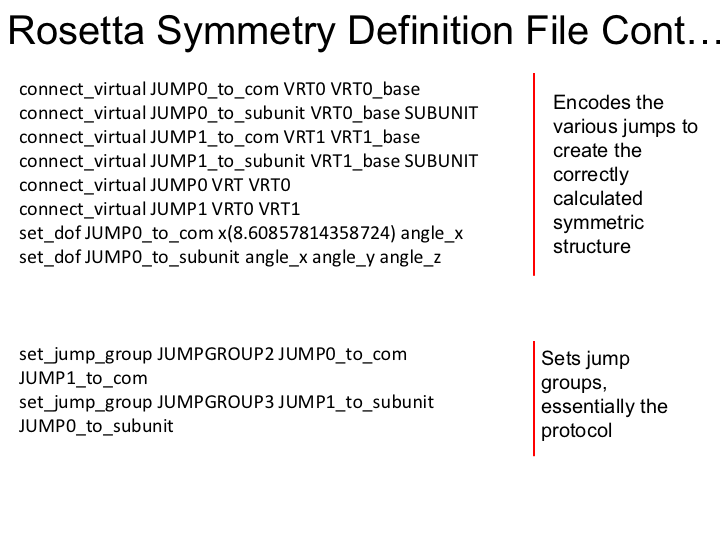 Rosetta Symmetry Definition File Cont…
connect_virtual JUMP0_to_com VRT0 VRT0_base
connect_virtual JUMP0_to_subunit VRT0_base SUBUNIT
connect_virtual JUMP1_to_com VRT1 VRT1_base
connect_virtual JUMP1_to_subunit VRT1_base SUBUNIT
connect_virtual JUMP0 VRT VRT0
connect_virtual JUMP1 VRT0 VRT1
set_dof JUMP0_to_com x(8.60857814358724) angle_x
set_dof JUMP0_to_subunit angle_x angle_y angle_z
Encodes the
various jumps to
create the
correctly
calculated
symmetric
structure
set_jump_group JUMPGROUP2 JUMP0_to_com
JUMP1_to_com
set_jump_group JUMPGROUP3 JUMP1_to_subunit
JUMP0_to_subunit
Sets jump
groups,
essentially the
protocol